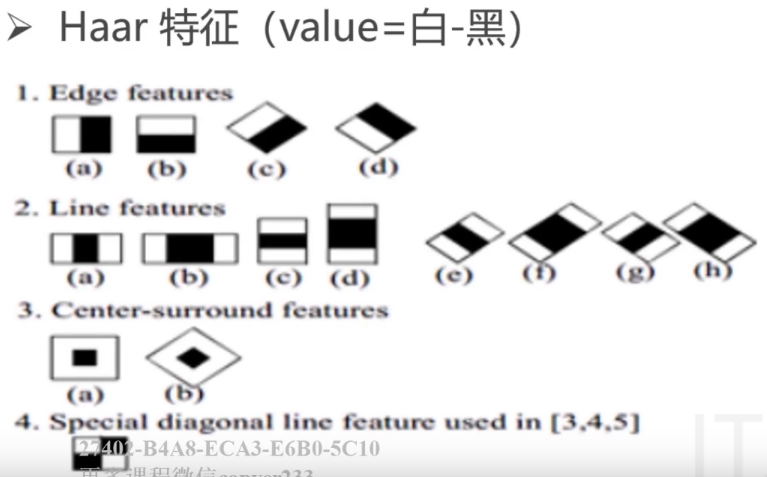 ➢ Haar 特征（value=白-黑）
1. Edge features
(a) (b) (c) (d)
2. Line features
(a) (b) (c) (d) (e) (f) (g) (h)
3. Center-surround features
(a) (b)
4. Special diagonal line feature used in [3,4,5]
27402-B4A8-ECA3-E6B0-5C10
IT